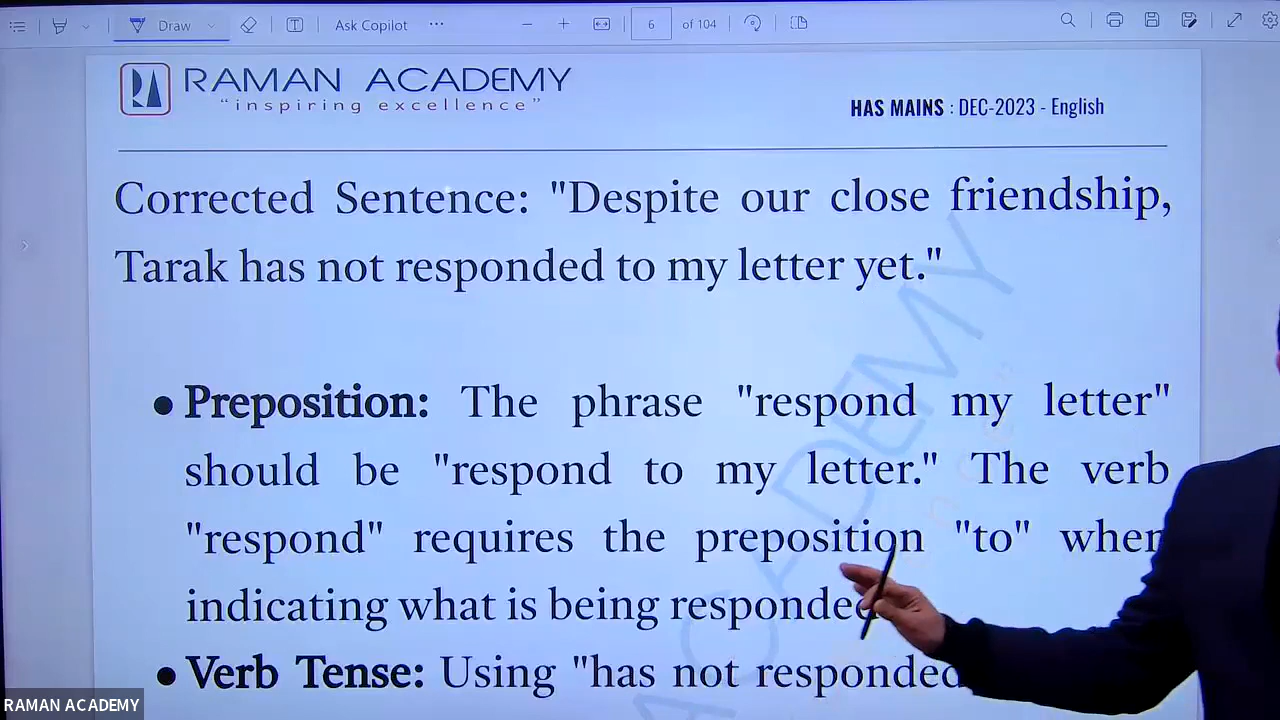 Draw
Ask Copilot
6 of 104
RAMAN ACADEMY
"inspiring excellence"
HAS MAINS : DEC-2023 - English
Corrected Sentence: "Despite our close friendship,
Tarak has not responded to my letter yet."
• Preposition: The phrase "respond my letter"
should be "respond to my letter." The verb
"respond" requires the preposition "to" when
indicating what is being responded
• Verb Tense: Using "has not responded
ACADEMY
RAMAN ACADEMY